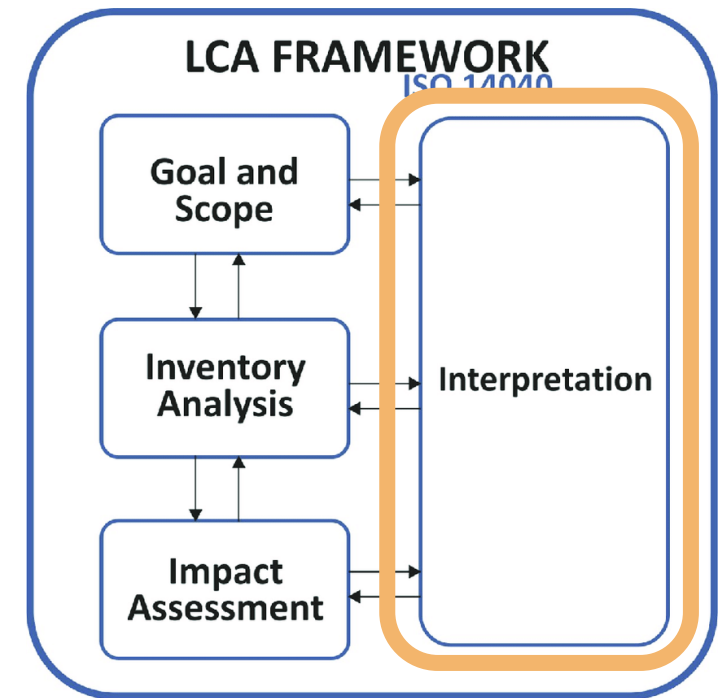 LCA FRAMEWORK
ISO 14040
Goal and
Scope
Inventory
Analysis
Interpretation
Impact
Assessment